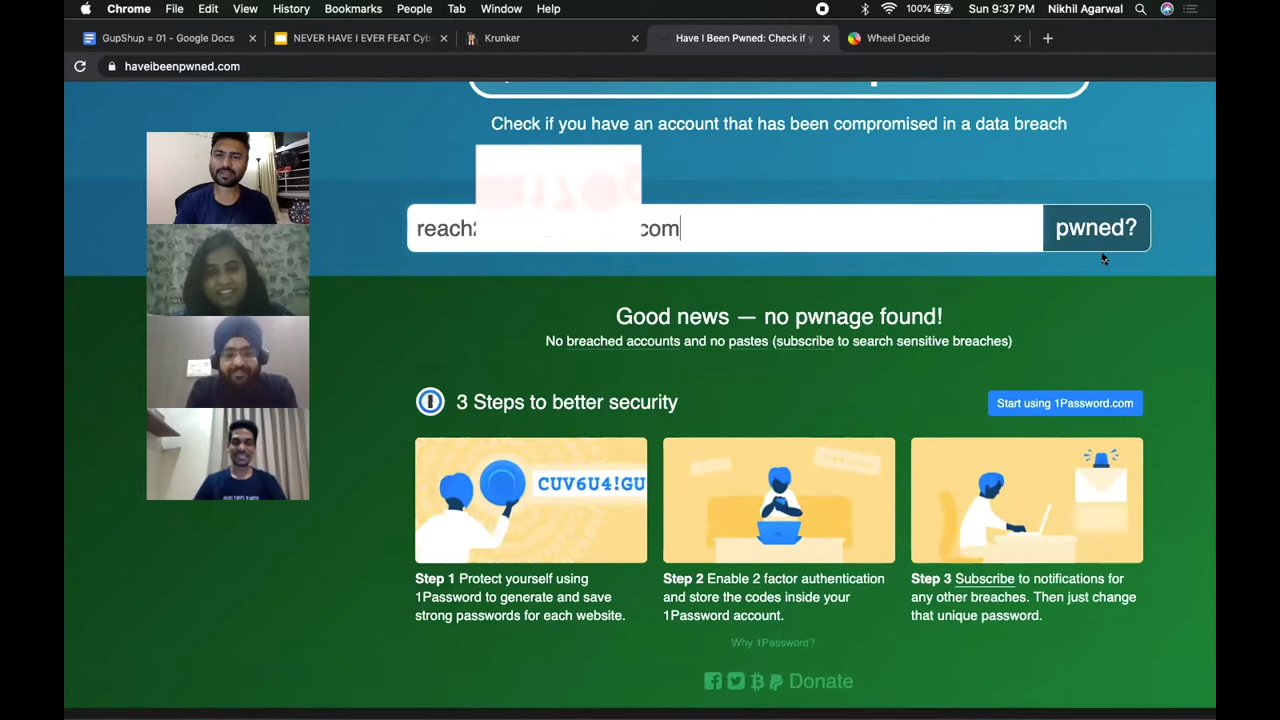 Chrome File Edit View History Bookmarks People Tab Window Help 100% Sun 9:37 PM Nikhil Agarwal
GupShup = 01 - Google Docs NEVER HAVE I EVER FEAT Cyb Krunker Have I Been Pwned: Check if y Wheel Decide
haveibeenpwned.com
Check if you have an account that has been compromised in a data breach
reach com pwned?
Good news — no pwnage found!
No breached accounts and no pastes (subscribe to search sensitive breaches)
3 Steps to better security Start using 1Password.com
CUV6U4!GU
Step 1 Protect yourself using
1Password to generate and save
strong passwords for each website.
Step 2 Enable 2 factor authentication
and store the codes inside your
1Password account.
Step 3 Subscribe to notifications for
any other breaches. Then just change
that unique password.
Why 1Password?
Donate